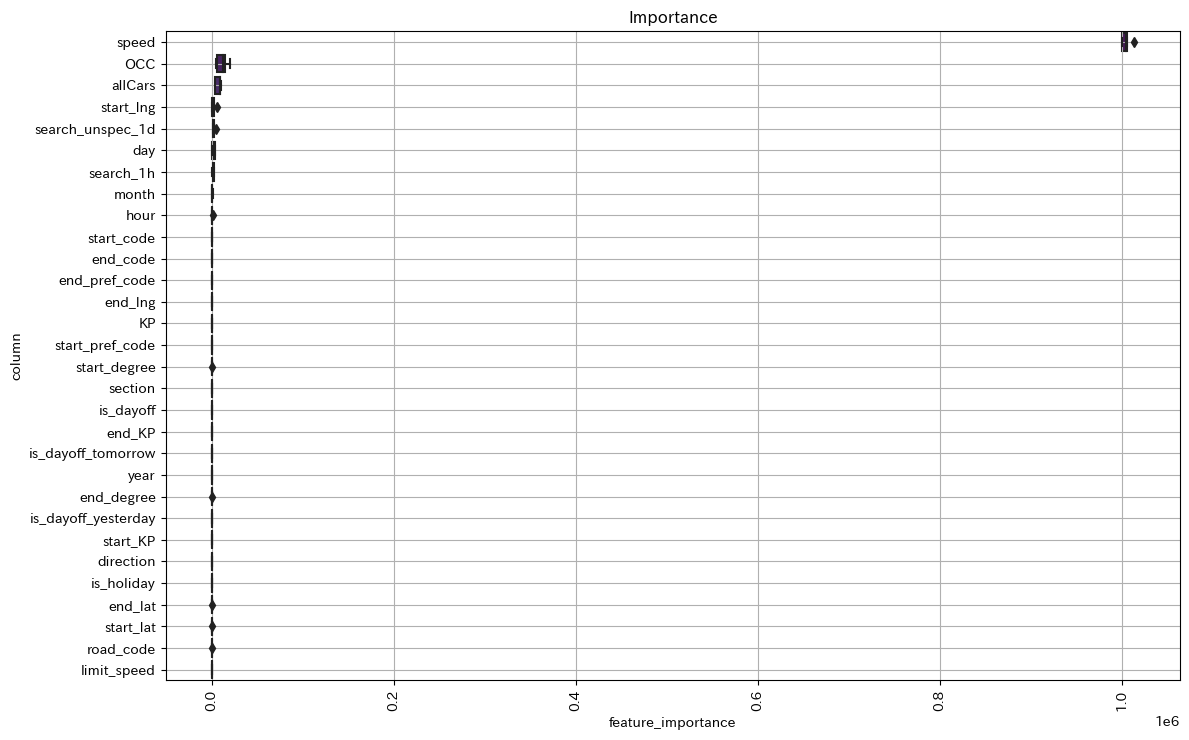 Importance
speed
OCC
allCars
start_lng
search_unspec_1d
day
search_1h
month
hour
start_code
end_code
end_pref_code
end_lng
KP
start_pref_code
start_degree
section
is_dayoff
end_KP
is_dayoff_tomorrow
year
end_degree
is_dayoff_yesterday
start_KP
direction
is_holiday
end_lat
start_lat
road_code
limit_speed
column
0.0 0.2 0.4 0.6 0.8 1.0
1e6
feature_importance